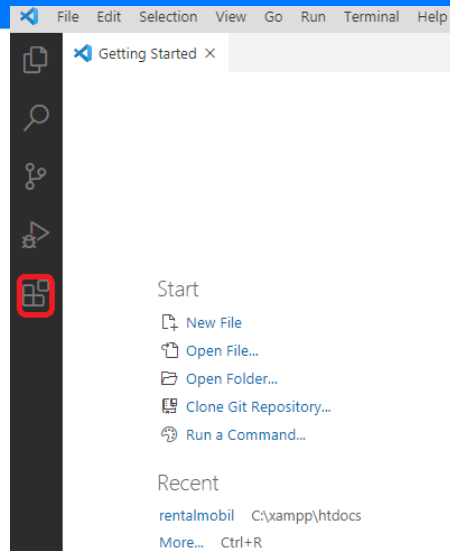 File Edit Selection View Go Run Terminal Help
Getting Started
Start
New File
Open File...
Open Folder...
Clone Git Repository...
Run a Command...
Recent
rentalmobil C:\xampp\htdocs
More... Ctrl+R